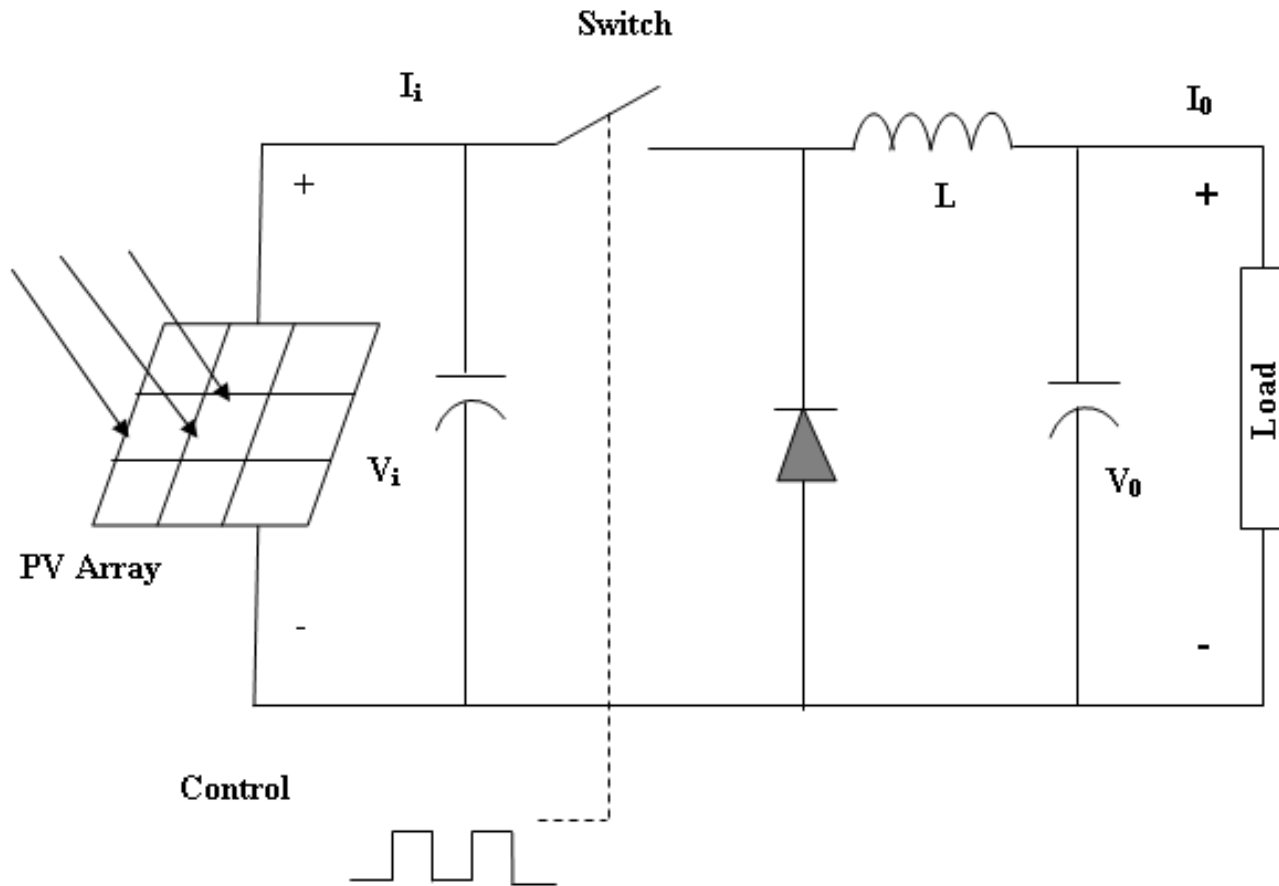 Switch
Iᵢ
I₀
+
+
L
Load
Vᵢ
V₀
PV Array
-
-
Control